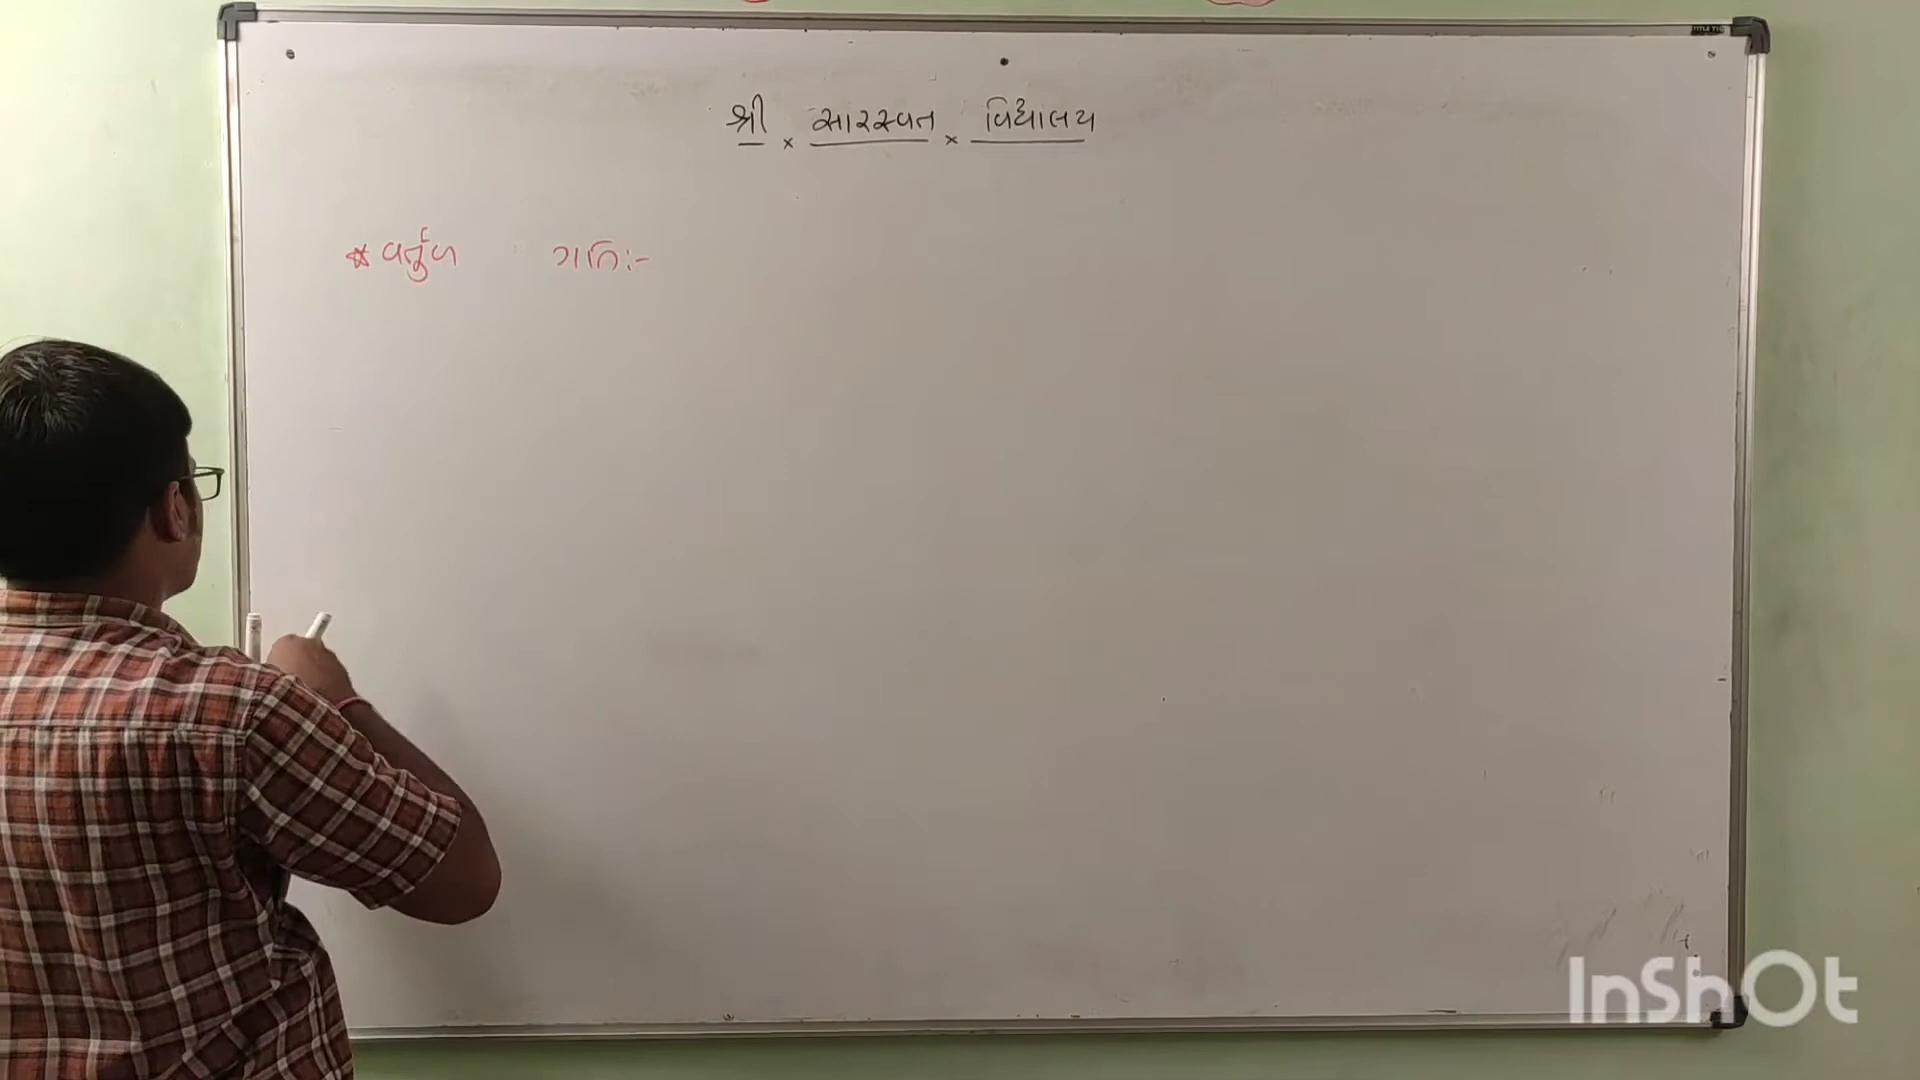 શ્રી × સારસ્વત × વિદ્યાલય
* વર્તુળ ગતિ:-
InShOt